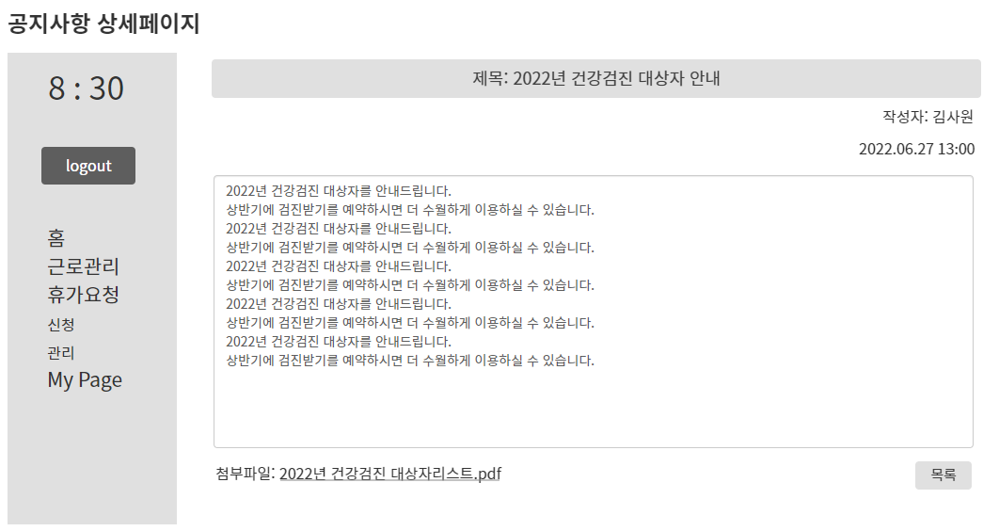 공지사항 상세페이지
8 : 30
logout
홈
근로관리
휴가요청
신청
관리
My Page
제목: 2022년 건강검진 대상자 안내
작성자: 김사원
2022.06.27 13:00
2022년 건강검진 대상자를 안내드립니다.
상반기에 검진받기를 예약하시면 더 수월하게 이용하실 수 있습니다.
2022년 건강검진 대상자를 안내드립니다.
상반기에 검진받기를 예약하시면 더 수월하게 이용하실 수 있습니다.
2022년 건강검진 대상자를 안내드립니다.
상반기에 검진받기를 예약하시면 더 수월하게 이용하실 수 있습니다.
2022년 건강검진 대상자를 안내드립니다.
상반기에 검진받기를 예약하시면 더 수월하게 이용하실 수 있습니다.
2022년 건강검진 대상자를 안내드립니다.
상반기에 검진받기를 예약하시면 더 수월하게 이용하실 수 있습니다.
첨부파일: 2022년 건강검진 대상자리스트.pdf
목록